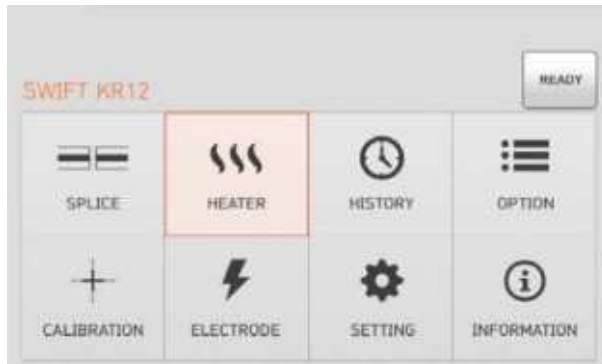 READY
SWIFT KR12
SPLICE HEATER HISTORY OPTION
CALIBRATION ELECTRODE SETTING INFORMATION